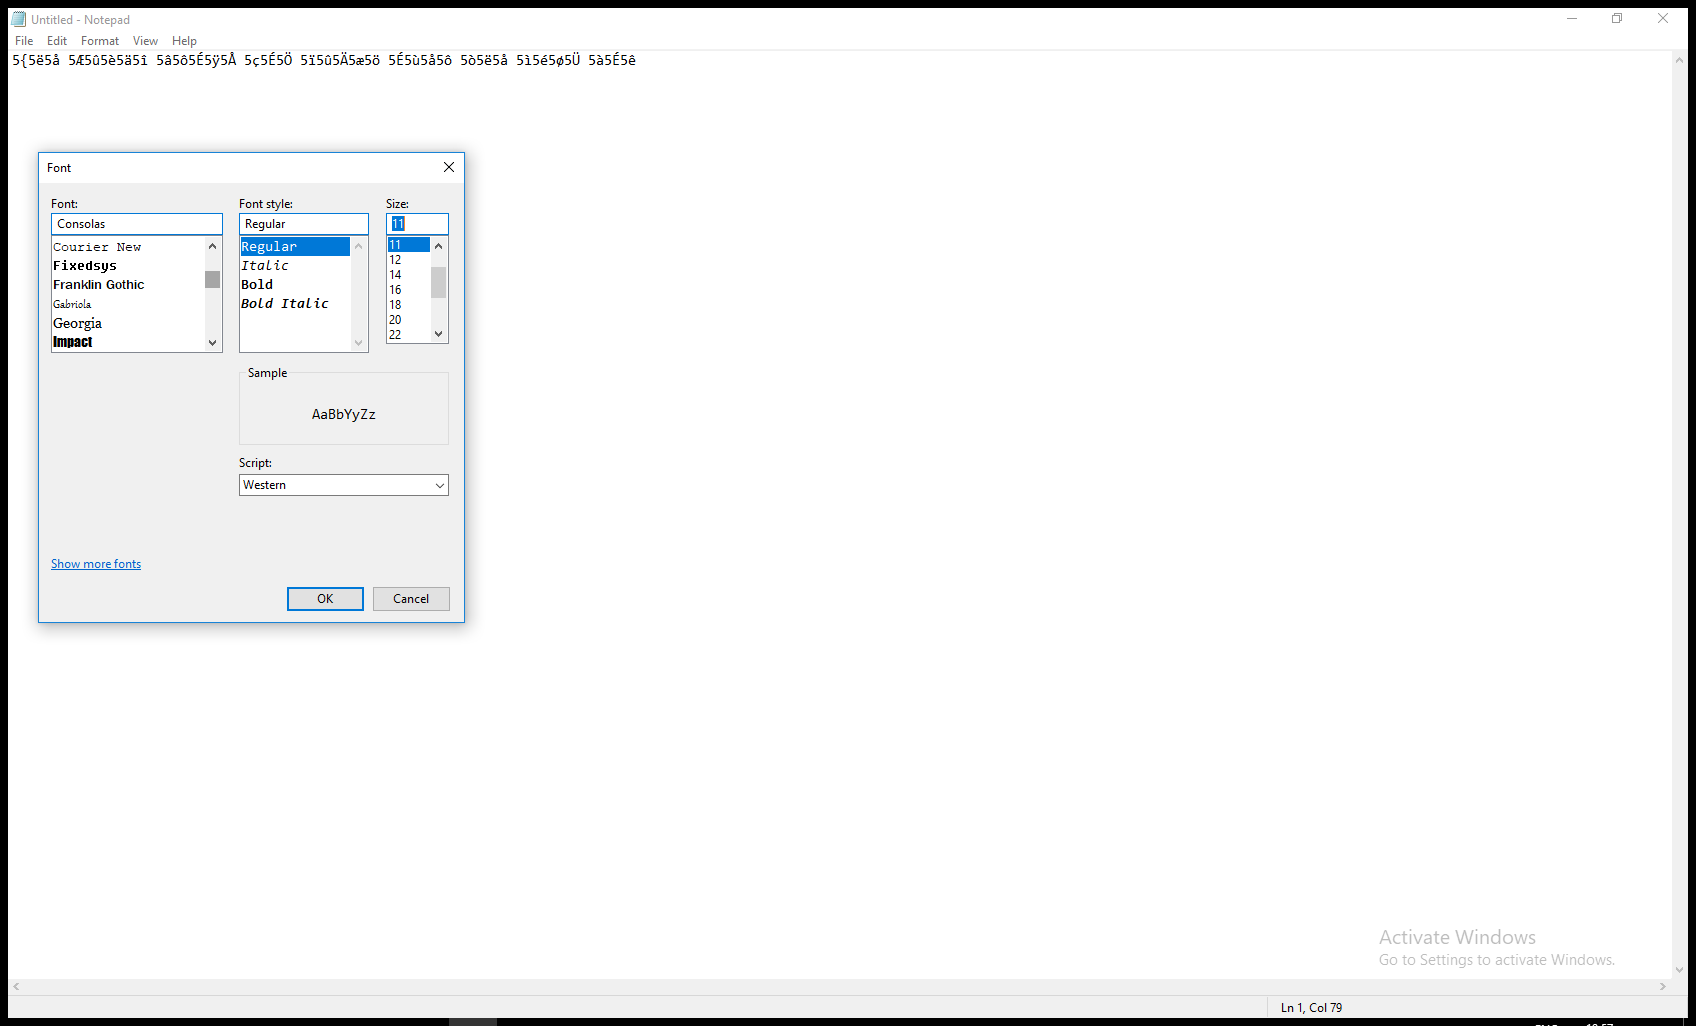 Untitled - Notepad
File Edit Format View Help
5{5ë5å 5Æ5û5è5ä5î 5â5ô5É5ÿ5Å 5ç5É5Ö 5ï5û5Ä5æ5ö 5É5ù5å5ô 5ò5ë5å 5ì5é5ø5Ü 5à5É5ê
Font
Font: Font style: Size:
Consolas Regular 11
Courier New Regular 11
Fixedsys Italic 12
Franklin Gothic Bold 14
Gabriola Bold Italic 16
Georgia 18
Impact 20
22
Sample
AaBbYyZz
Script:
Western
Show more fonts
OK Cancel
Activate Windows
Go to Settings to activate Windows.
Ln 1, Col 79